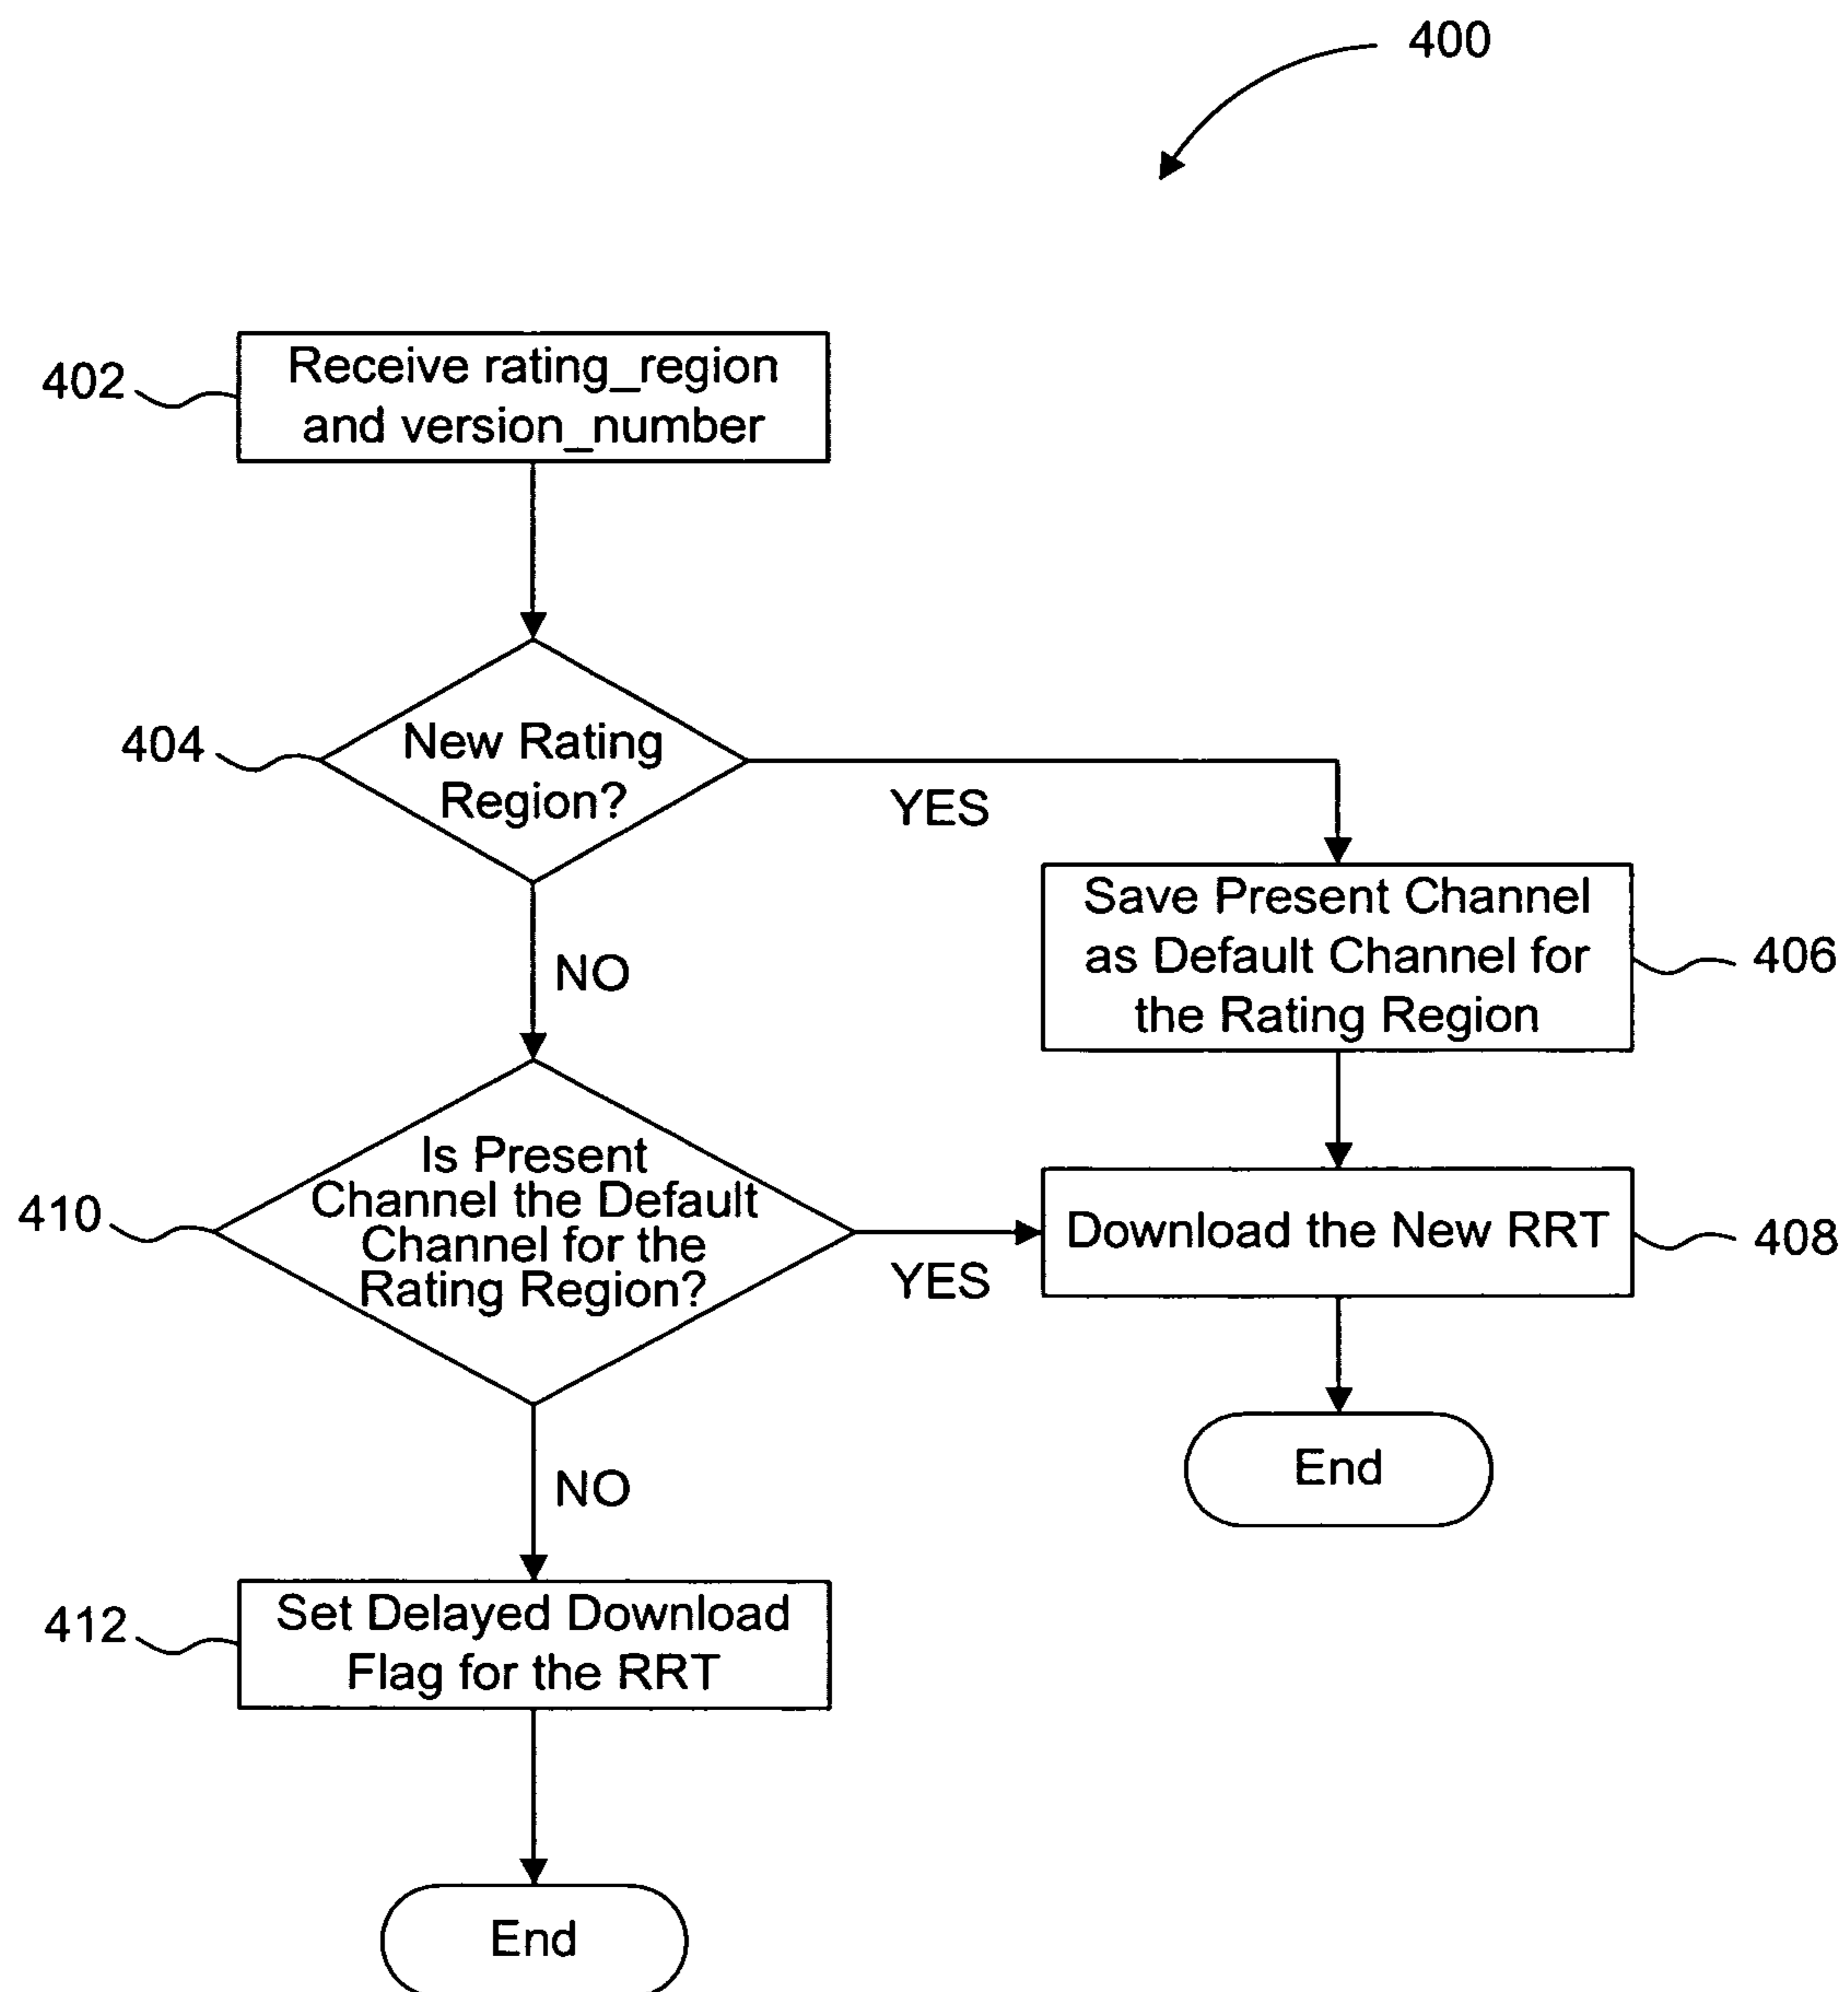 400
402
Receive rating_region
and version_number
404
New Rating
Region?
YES
NO
Save Present Channel
as Default Channel for
the Rating Region
406
410
Is Present
Channel the Default
Channel for the
Rating Region?
YES
Download the New RRT
408
NO
End
412
Set Delayed Download
Flag for the RRT
End